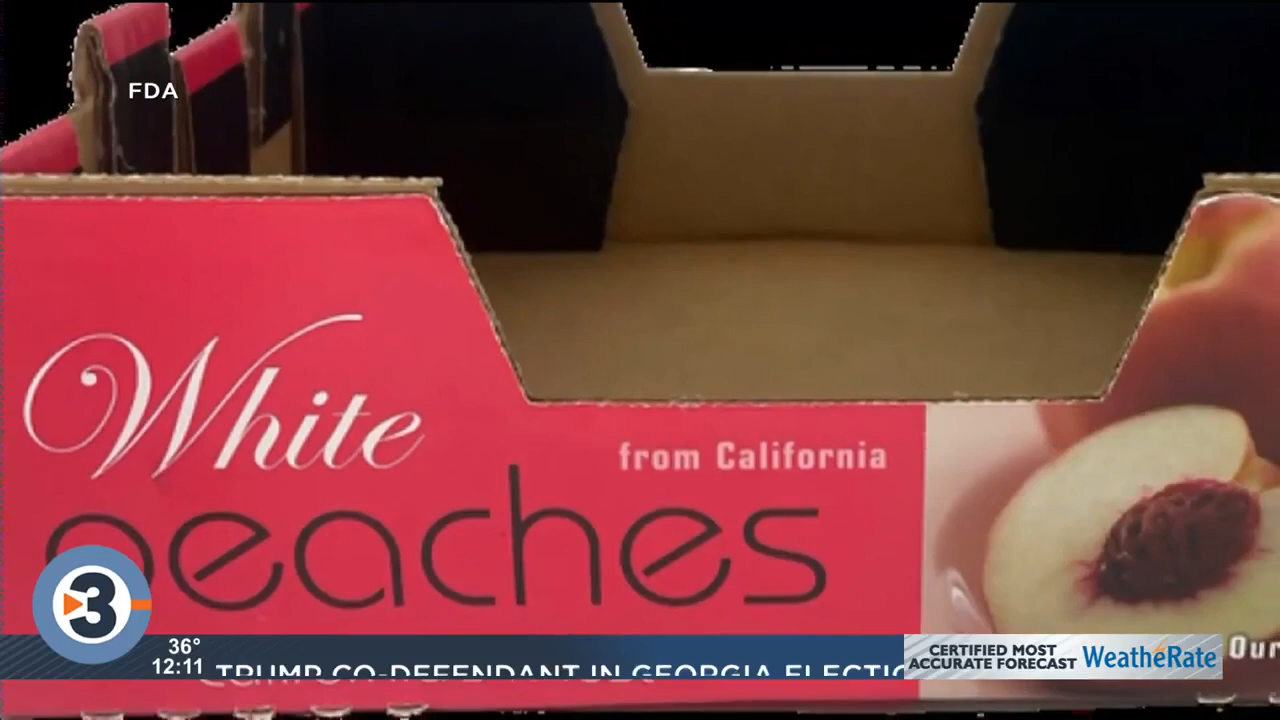 FDA
White
from California
peaches
3
36°
12:11
TRUMP CO-DEFENDANT IN GEORGIA ELECTIO
CERTIFIED MOST
ACCURATE FORECAST
WeatheRate
Our